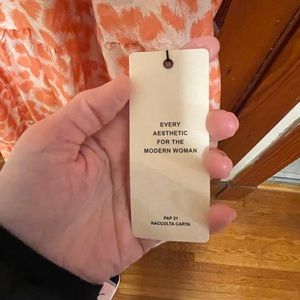 EVERY
AESTHETIC
FOR THE
MODERN WOMAN
PAP 21
RACCOLTA CARTA